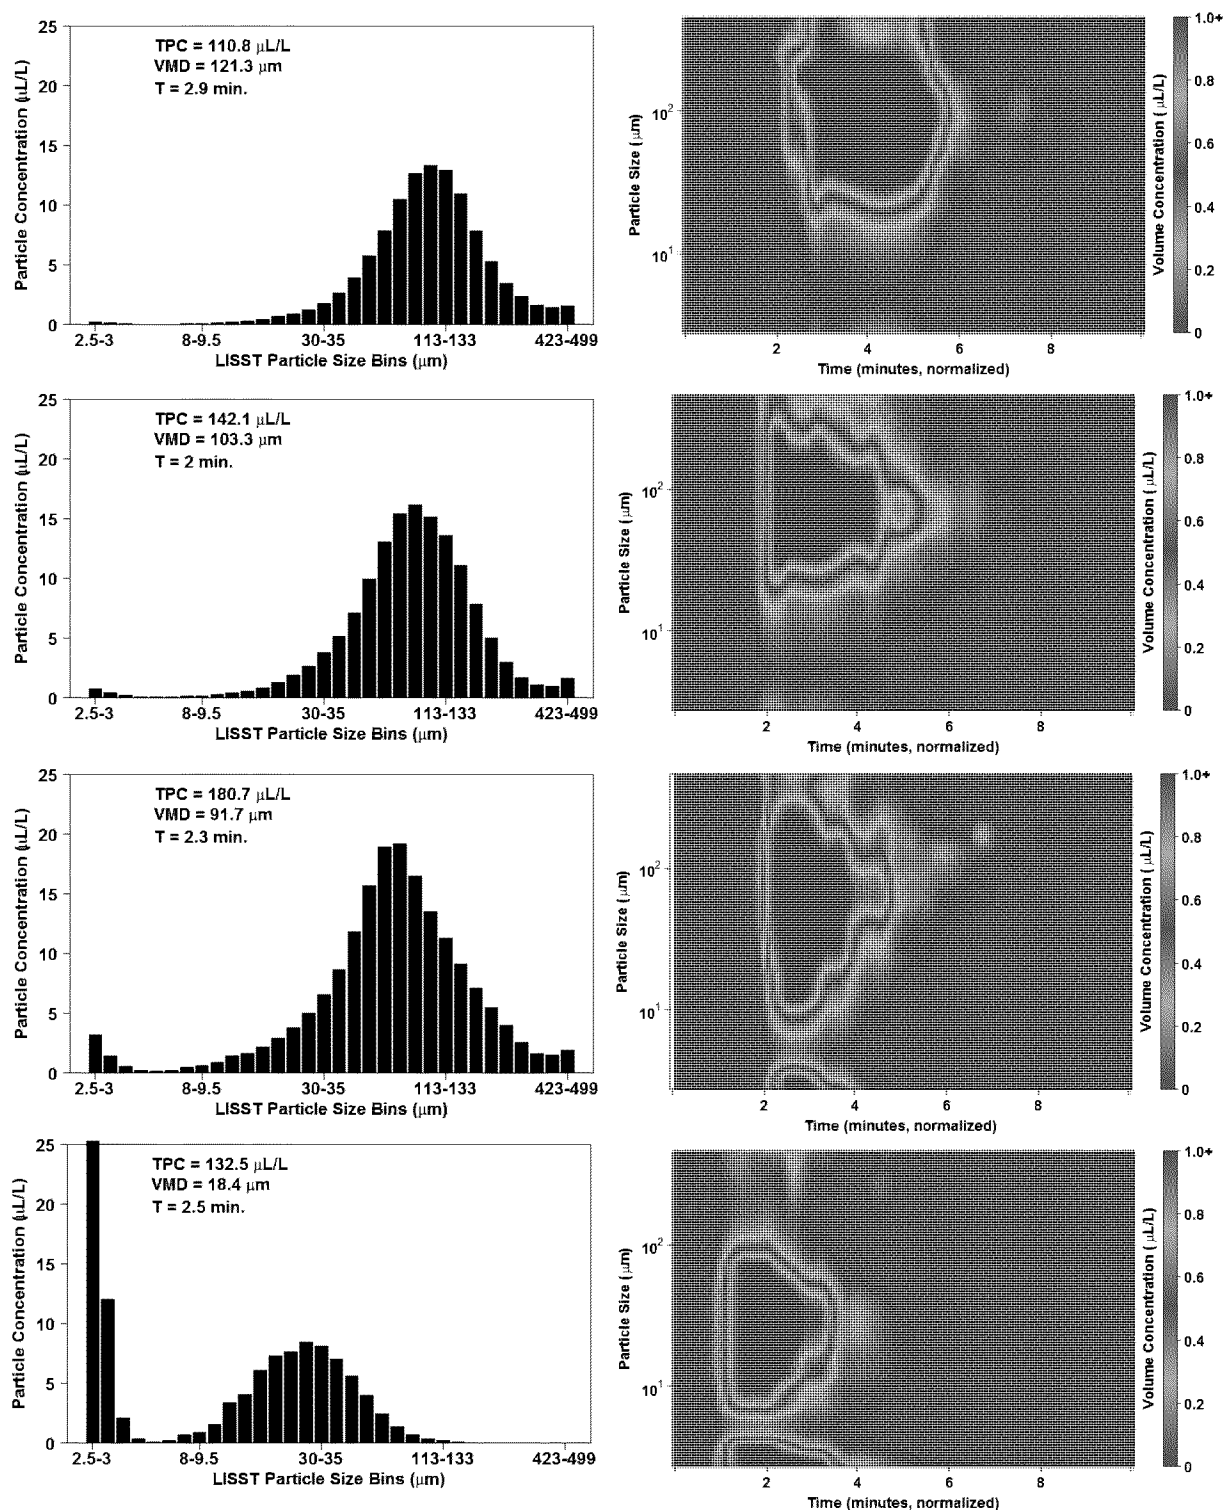 TPC = 110.8 µL/L
VMD = 121.3 µm
T = 2.9 min.
Particle Concentration (µL/L)
25
20
15
10
5
0
2.5-3 8-9.5 30-35 113-133 423-499
LISST Particle Size Bins (µm)
Particle Size (µm)
10²
10¹
2 4 6 8
Time (minutes, normalized)
Volume Concentration ( µL/L)
1.0+
0.8
0.6
0.4
0.2
0
TPC = 142.1 µL/L
VMD = 103.3 µm
T = 2 min.
Particle Concentration (µL/L)
25
20
15
10
5
0
2.5-3 8-9.5 30-35 113-133 423-499
LISST Particle Size Bins (µm)
Particle Size (µm)
10²
10¹
2 4 6 8
Time (minutes, normalized)
Volume Concentration ( µL/L)
1.0+
0.8
0.6
0.4
0.2
0
TPC = 180.7 µL/L
VMD = 91.7 µm
T = 2.3 min.
Particle Concentration (µL/L)
25
20
15
10
5
0
2.5-3 8-9.5 30-35 113-133 423-499
LISST Particle Size Bins (µm)
Particle Size (µm)
10²
10¹
2 4 6 8
Time (minutes, normalized)
Volume Concentration ( µL/L)
1.0+
0.8
0.6
0.4
0.2
0
TPC = 132.5 µL/L
VMD = 18.4 µm
T = 2.5 min.
Particle Concentration (µL/L)
25
20
15
10
5
0
2.5-3 8-9.5 30-35 113-133 423-499
LISST Particle Size Bins (µm)
Particle Size (µm)
10²
10¹
2 4 6 8
Time (minutes, normalized)
Volume Concentration ( µL/L)
1.0+
0.8
0.6
0.4
0.2
0